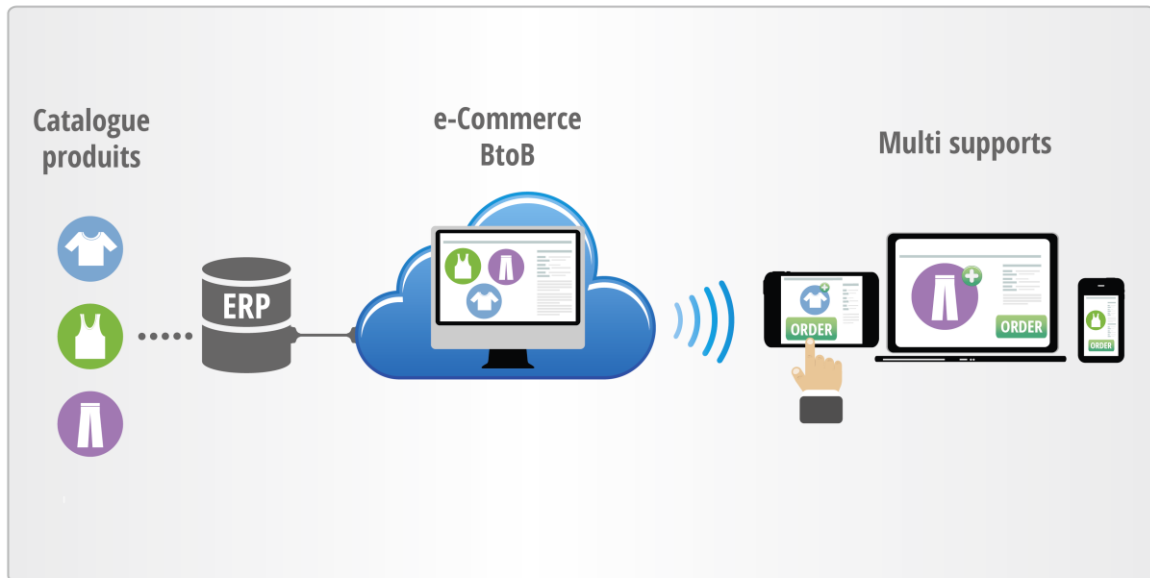 Catalogue
produits
e-Commerce
BtoB
Multi supports
ERP
ORDER
ORDER
ORDER